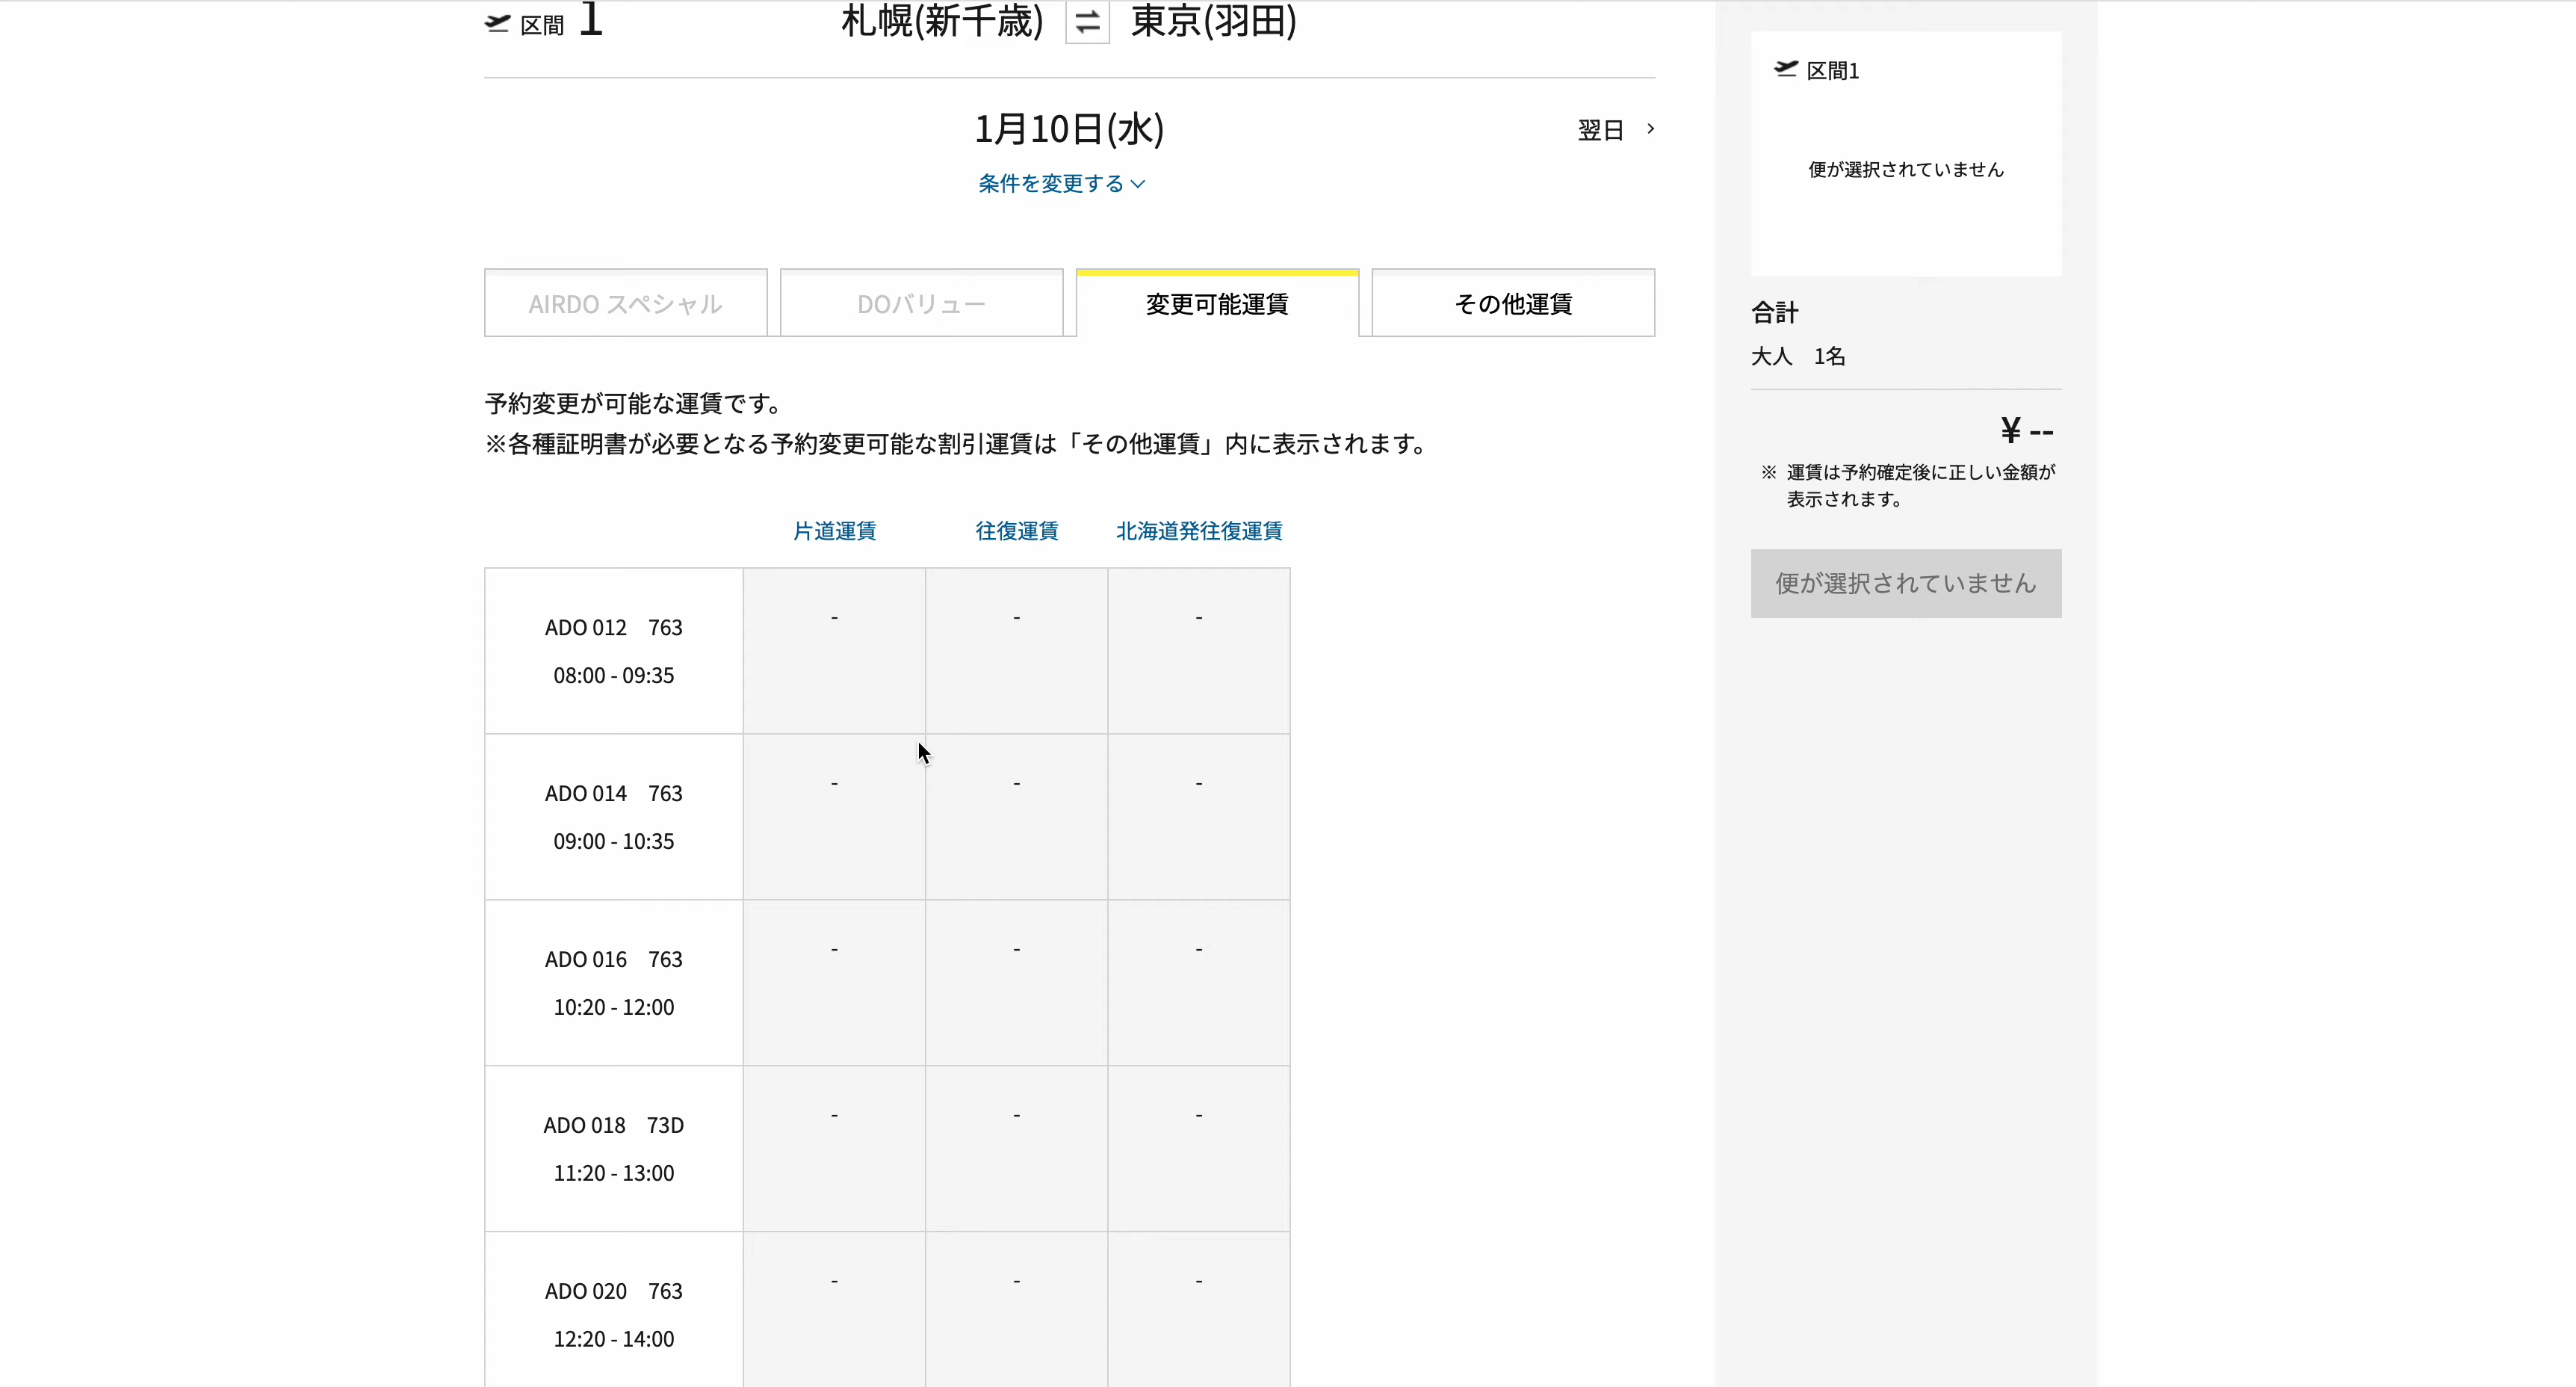 区間 1
札幌(新千歳) 東京(羽田)
1月10日(水)
翌日
条件を変更する
AIRDO スペシャル
DOバリュー
変更可能運賃
その他運賃
予約変更が可能な運賃です。
※各種証明書が必要となる予約変更可能な割引運賃は「その他運賃」内に表示されます。
片道運賃 往復運賃 北海道発往復運賃
ADO 012 763
08:00 - 09:35
- - -
ADO 014 763
09:00 - 10:35
- - -
ADO 016 763
10:20 - 12:00
- - -
ADO 018 73D
11:20 - 13:00
- - -
ADO 020 763
12:20 - 14:00
- - -
区間1
便が選択されていません
合計
大人 1名
¥ --
※ 運賃は予約確定後に正しい金額が
表示されます。
便が選択されていません